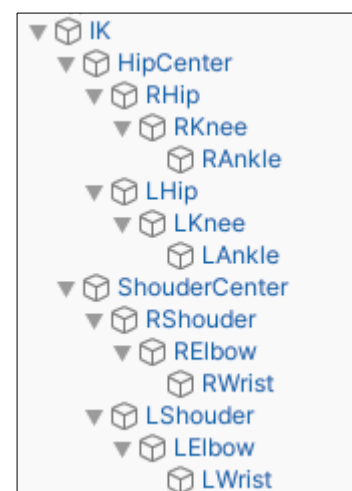 IK
HipCenter
RHip
RKnee
RAnkle
LHip
LKnee
LAnkle
ShouderCenter
RShouder
RElbow
RWrist
LShouder
LElbow
LWrist